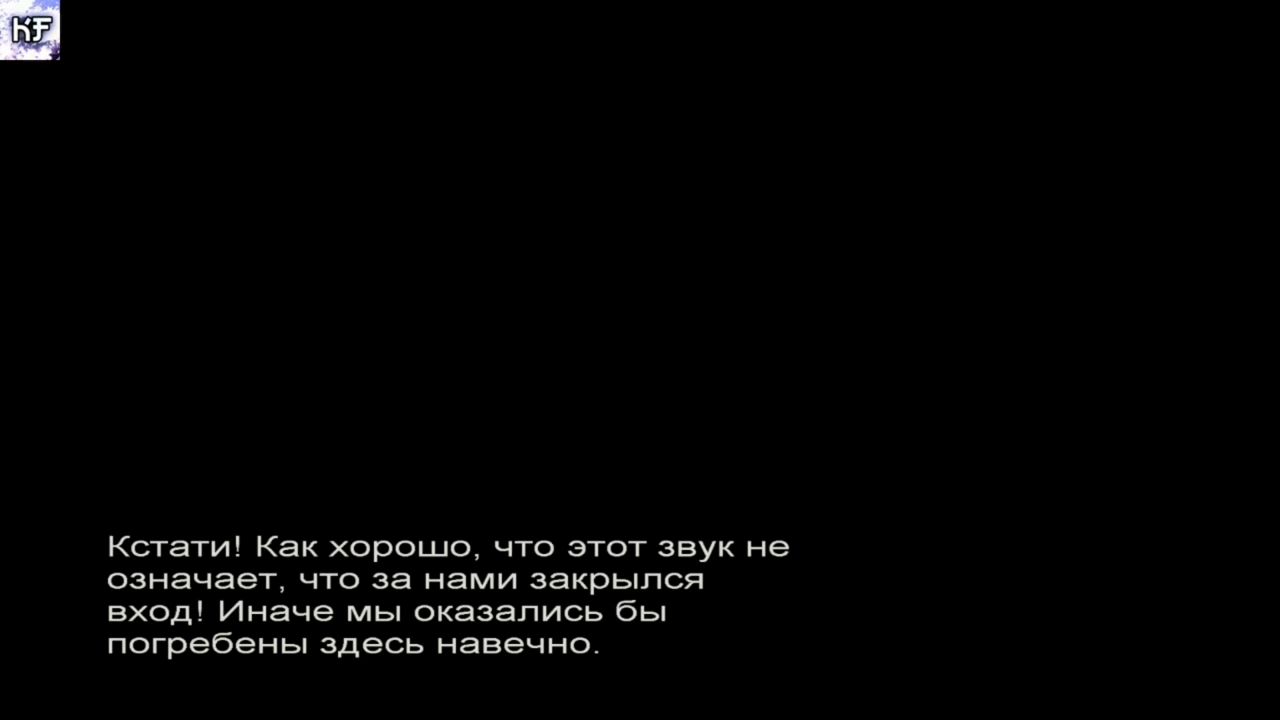 KF
Кстати! Как хорошо, что этот звук не
означает, что за нами закрылся
вход! Иначе мы оказались бы
погребены здесь навечно.